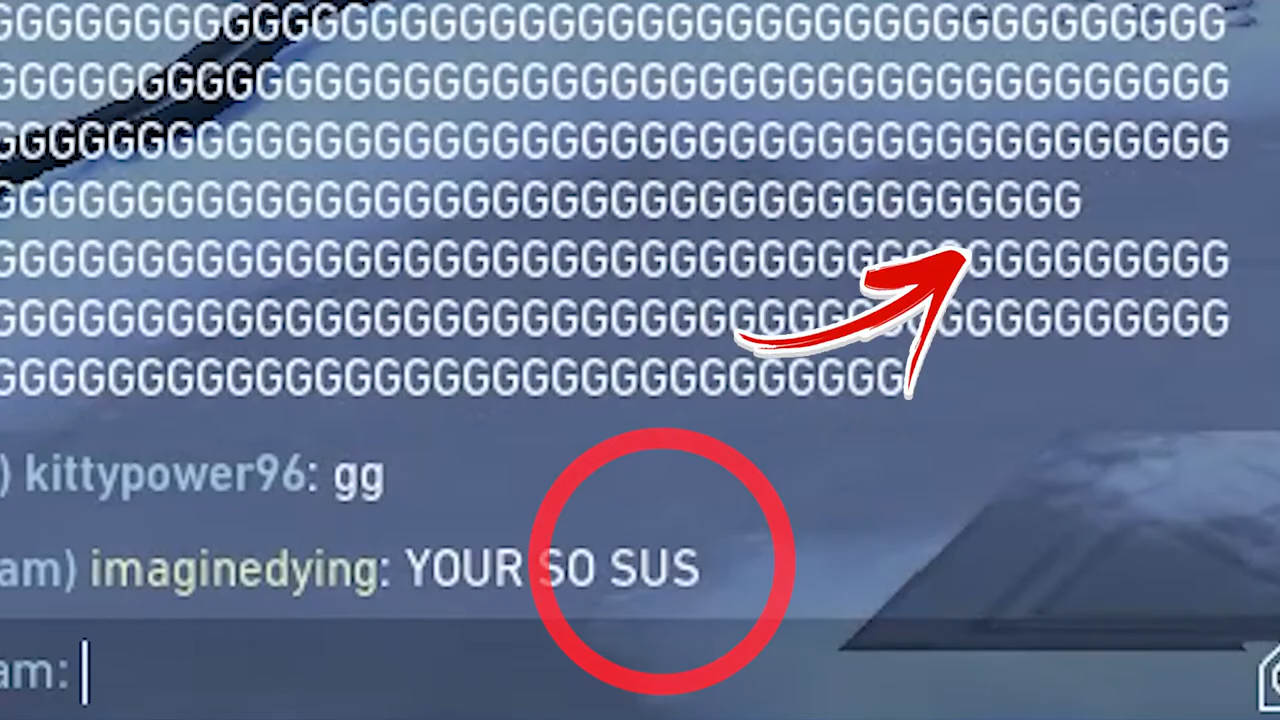 GGGGGGGGGGGGGGGGGGGGGGGGGGGGGGGGGGGGGGGGGG
GGGGGGGGGGGGGGGGGGGGGGGGGGGGGGGGGGGGGGGGGG
GGGGGGGGGGGGGGGGGGGGGGGGGGGGGGGGGGGGGGGGGG
GGGGGGGGGGGGGGGGGGGGGGGGGGGGGGGGGGGGG
GGGGGGGGGGGGGGGGGGGGGGGGGGGGGGGGGGGGGGGGGG
GGGGGGGGGGGGGGGGGGGGGGGGGGGGGGGGGGGGGGGGGG
GGGGGGGGGGGGGGGGGGGGGGGGGGGGGGG
) kittypower96: gg
am) imaginedying: YOUR SO SUS
am: